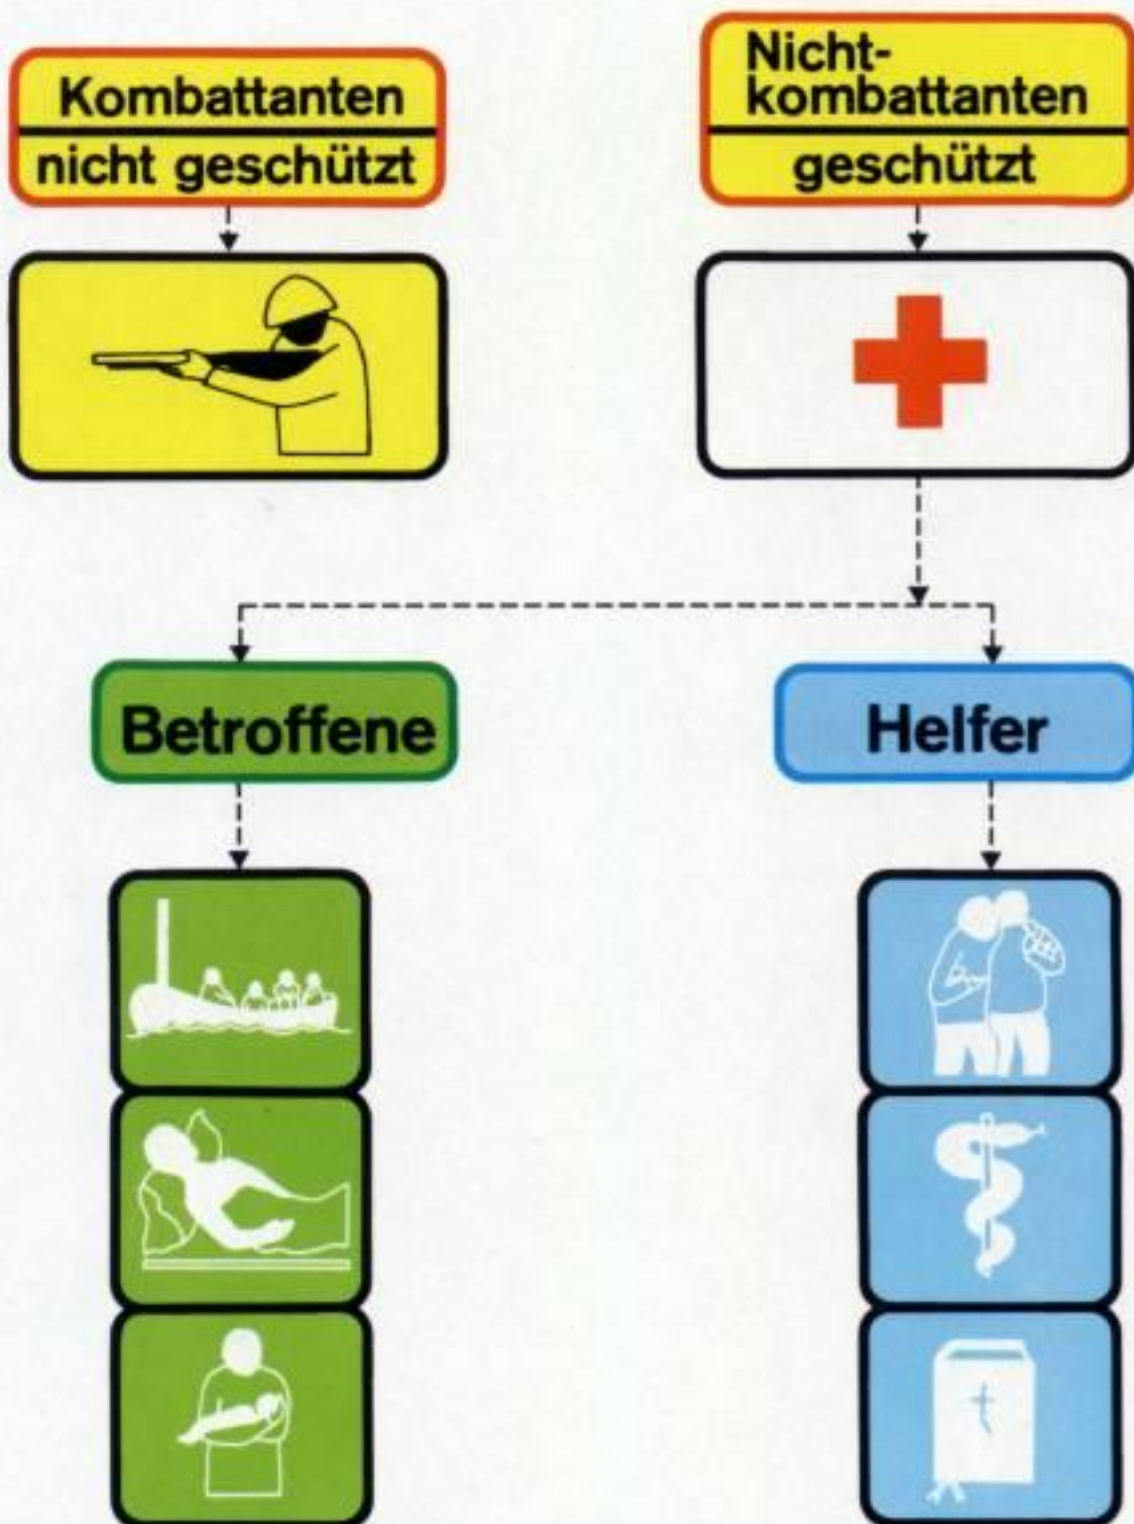 Kombattanten
nicht geschützt
Nicht-
kombattanten
geschützt
Betroffene
Helfer